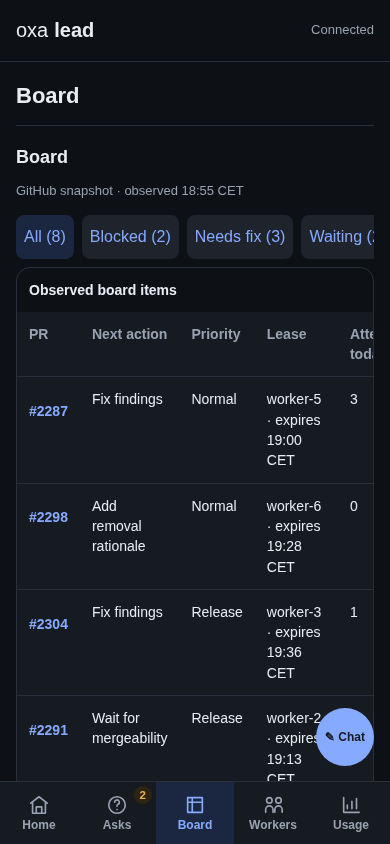 oxa lead
Connected
Board
Board
GitHub snapshot · observed 18:55 CET
All (8) Blocked (2) Needs fix (3) Waiting
Observed board items
PR Next action Priority Lease
#2287 Fix findings Normal worker-5 3
· expires
19:00
CET
#2298 Add Normal worker-6 0
removal · expires
rationale 19:28
CET
#2304 Fix findings Release worker-3 1
· expires
19:36
CET
#2291 Wait for Release worker-2
mergeability · expires
19:13
CET
✎ Chat
2
Home Asks Board Workers Usage